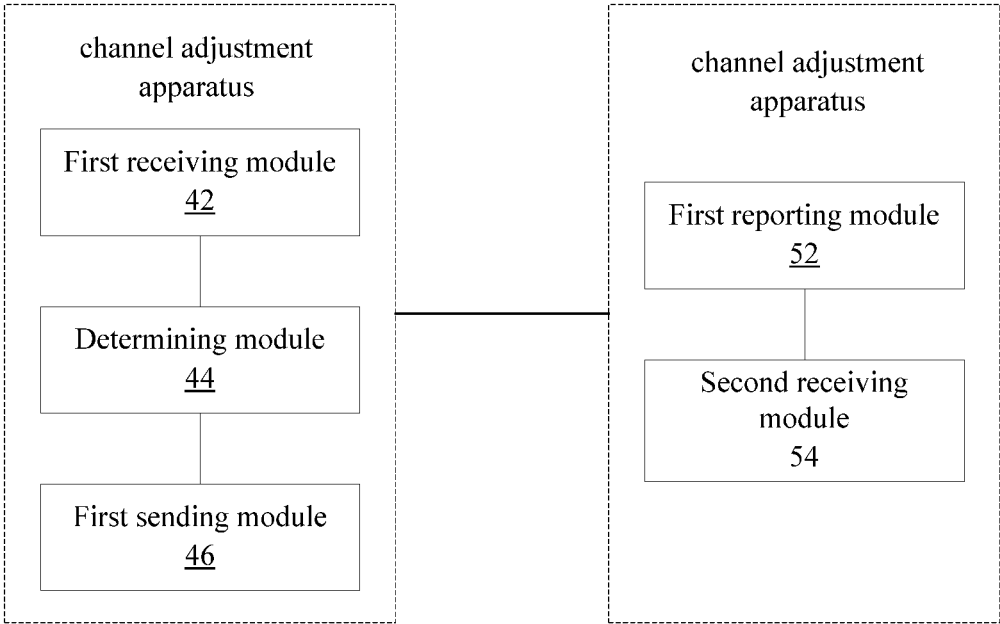 channel adjustment
apparatus
First receiving module
42
Determining module
44
First sending module
46
channel adjustment
apparatus
First reporting module
52
Second receiving
module
54